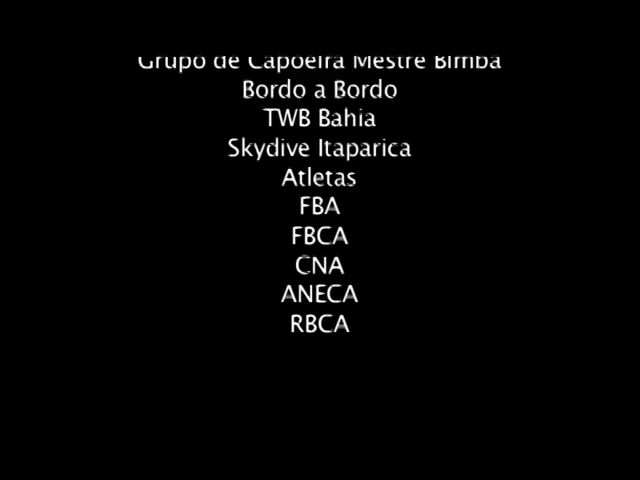 Grupo de Capoeira Mestre Bimba
Bordo a Bordo
TWB Bahia
Skydive Itaparica
Atletas
FBA
FBCA
CNA
ANECA
RBCA